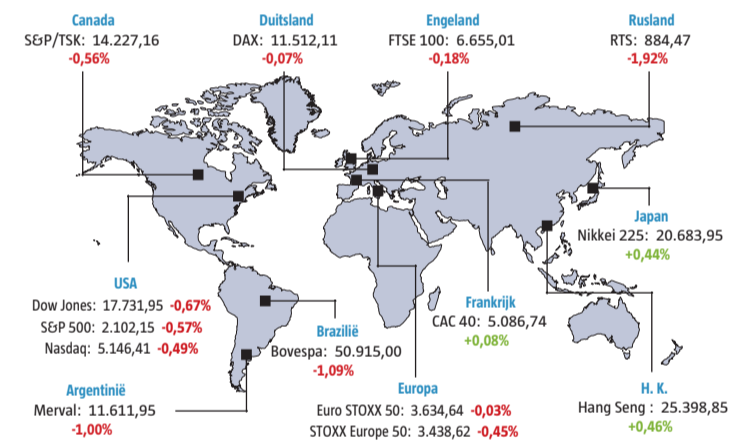 Canada
S&P/TSK: 14.227,16
-0,56%
Duitsland
DAX: 11.512,11
-0,07%
Engeland
FTSE 100: 6.655,01
-0,18%
Rusland
RTS: 884,47
-1,92%
Japan
Nikkei 225: 20.683,95
+0,44%
USA
Dow Jones: 17.731,95 -0,67%
S&P 500: 2.102,15 -0,57%
Nasdaq: 5.146,41 -0,49%
Frankrijk
CAC 40: 5.086,74
+0,08%
Brazilië
Bovespa: 50.915,00
-1,09%
Argentinië
Merval: 11.611,95
-1,00%
Europa
Euro STOXX 50: 3.634,64 -0,03%
STOXX Europe 50: 3.438,62 -0,45%
H. K.
Hang Seng : 25.398,85
+0,46%